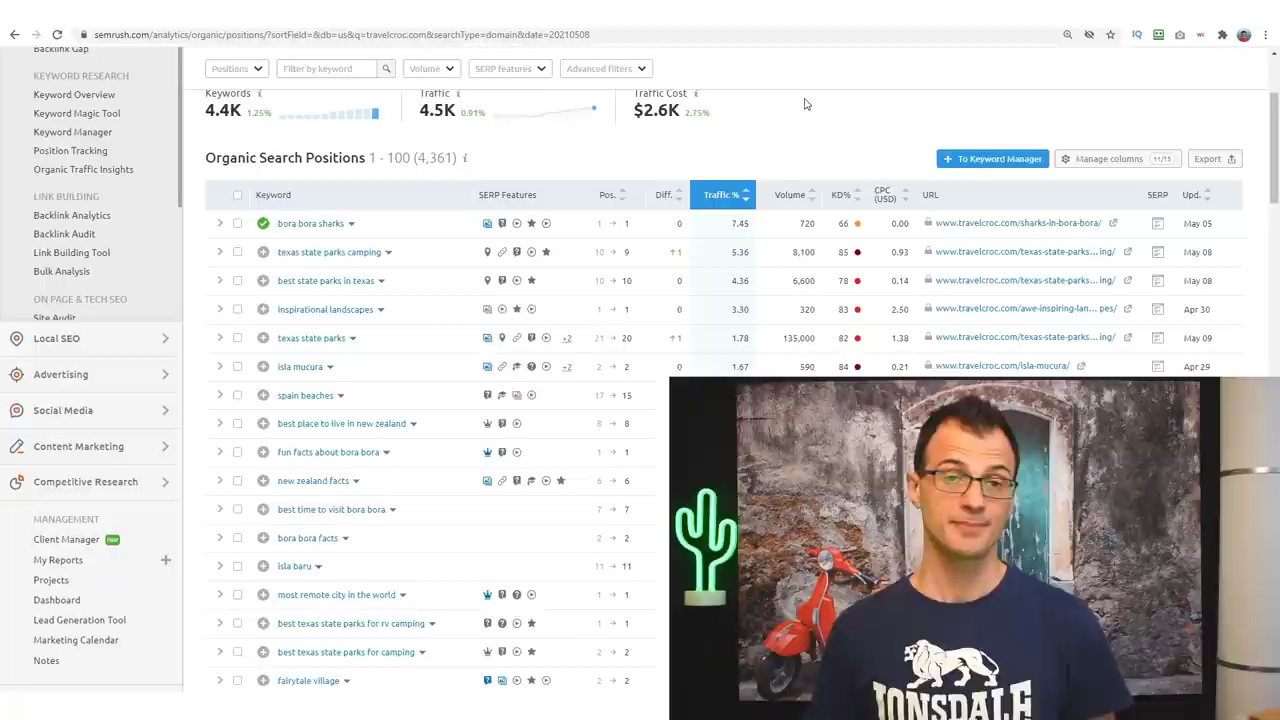 semrush.com/analytics/organic/positions/?sortField=&db=us&q=travelcroc.com&searchType=domain&date=20210508
Backlink Gap
KEYWORD RESEARCH
Keyword Overview
Keyword Magic Tool
Keyword Manager
Position Tracking
Organic Traffic Insights
LINK BUILDING
Backlink Analytics
Backlink Audit
Link Building Tool
Bulk Analysis
ON PAGE & TECH SEO
Site Audit
Local SEO
Advertising
Social Media
Content Marketing
Competitive Research
MANAGEMENT
Client Manager new
My Reports
Projects
Dashboard
Lead Generation Tool
Marketing Calendar
Notes
Positions Filter by keyword Volume SERP features Advanced filters
Keywords i Traffic i Traffic Cost i
4.4K 1.25% 4.5K 0.91% $2.6K 2.75%
Organic Search Positions 1 - 100 (4,361) i
+ To Keyword Manager Manage columns 11/13 Export
Keyword SERP Features Pos. Diff. Traffic % Volume KD% CPC (USD) URL SERP Upd.
bora bora sharks 1 → 1 0 7.45 720 66 0.00 www.travelcroc.com/sharks-in-bora-bora/ May 05
texas state parks camping 10 → 9 ↑ 1 5.36 8,100 85 0.93 www.travelcroc.com/texas-state-parks... ing/ May 08
best state parks in texas 10 → 10 0 4.36 6,600 78 0.14 www.travelcroc.com/texas-state-parks... ing/ May 08
inspirational landscapes 1 → 1 0 3.30 320 83 2.50 www.travelcroc.com/awe-inspiring-lan... pes/ Apr 30
texas state parks +2 21 → 20 ↑ 1 1.78 135,000 82 1.38 www.travelcroc.com/texas-state-parks... ing/ May 09
isla mucura +2 2 → 2 0 1.67 590 84 0.21 www.travelcroc.com/isla-mucura/ Apr 29
spain beaches 17 → 15
best place to live in new zealand 8 → 8
fun facts about bora bora 1 → 1
new zealand facts 6 → 6
best time to visit bora bora 7 → 7
bora bora facts 2 → 2
isla baru 11 → 11
most remote city in the world 1 → 1
best texas state parks for rv camping 1 → 1
best texas state parks for camping 2 → 2
fairytale village 2 → 2
LONSDALE